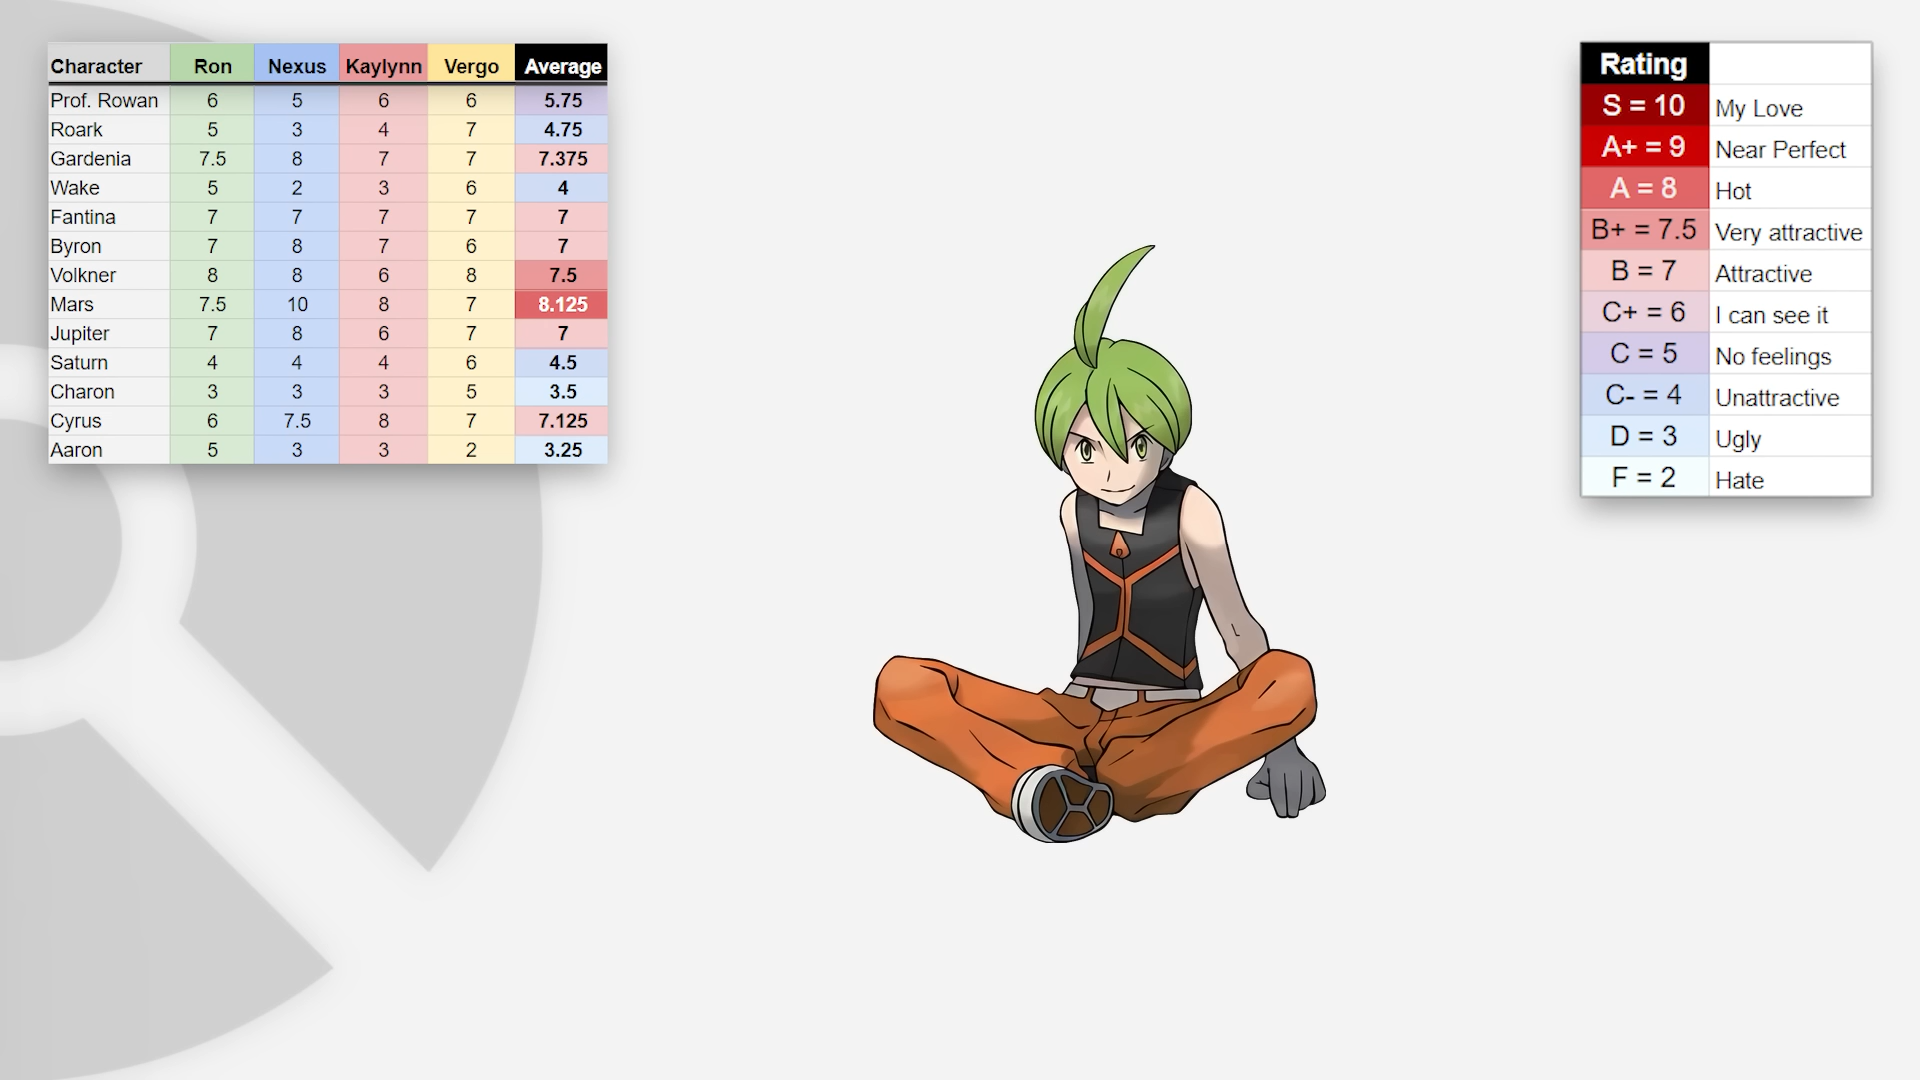 Character Ron Nexus Kaylynn Vergo Average
Prof. Rowan 6 5 6 6 5.75
Roark 5 3 4 7 4.75
Gardenia 7.5 8 7 7 7.375
Wake 5 2 3 6 4
Fantina 7 7 7 7 7
Byron 7 8 7 6 7
Volkner 8 8 6 8 7.5
Mars 7.5 10 8 7 8.125
Jupiter 7 8 6 7 7
Saturn 4 4 4 6 4.5
Charon 3 3 3 5 3.5
Cyrus 6 7.5 8 7 7.125
Aaron 5 3 3 2 3.25
Rating
S = 10 My Love
A+ = 9 Near Perfect
A = 8 Hot
B+ = 7.5 Very attractive
B = 7 Attractive
C+ = 6 I can see it
C = 5 No feelings
C- = 4 Unattractive
D = 3 Ugly
F = 2 Hate